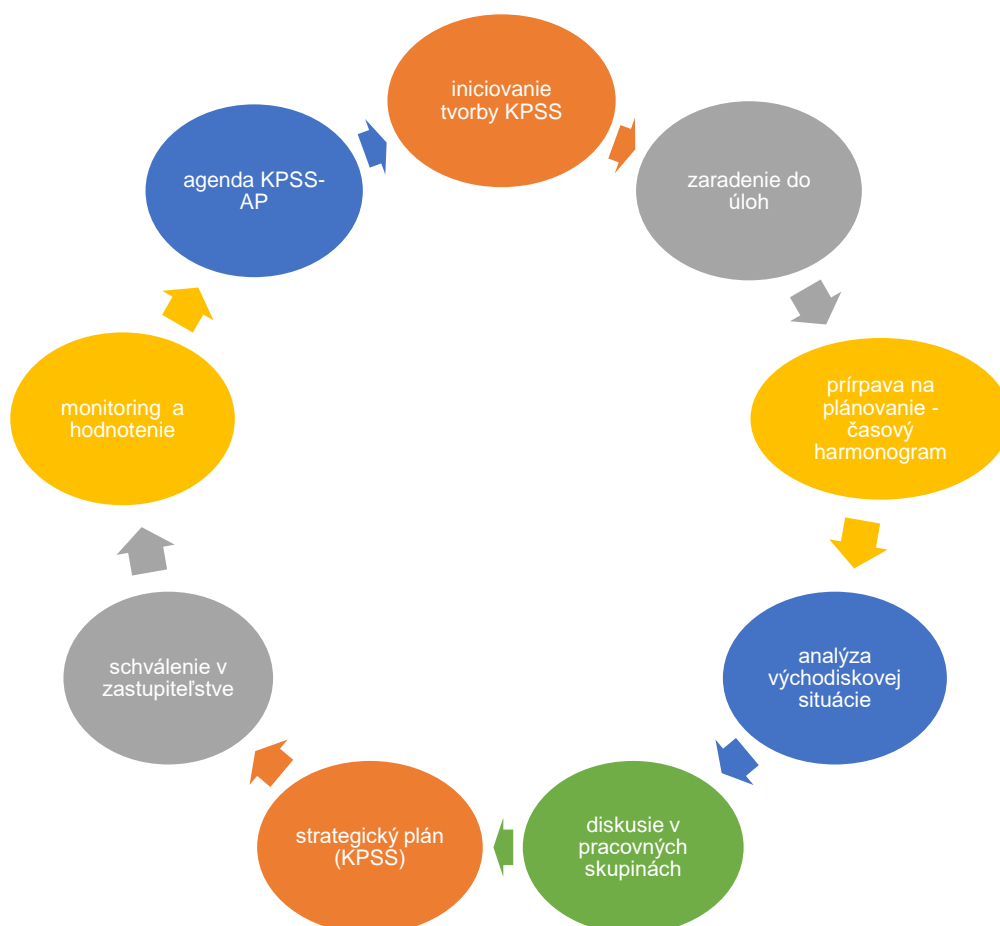 iniciovanie
tvorby KPSS
zaradenie do
úloh
prírpava na
plánovanie -
časový
harmonogram
analýza
východiskovej
situácie
diskusie v
pracovných
skupinách
strategický plán
(KPSS)
schválenie v
zastupiteľstve
monitoring a
hodnotenie
agenda KPSS-
AP